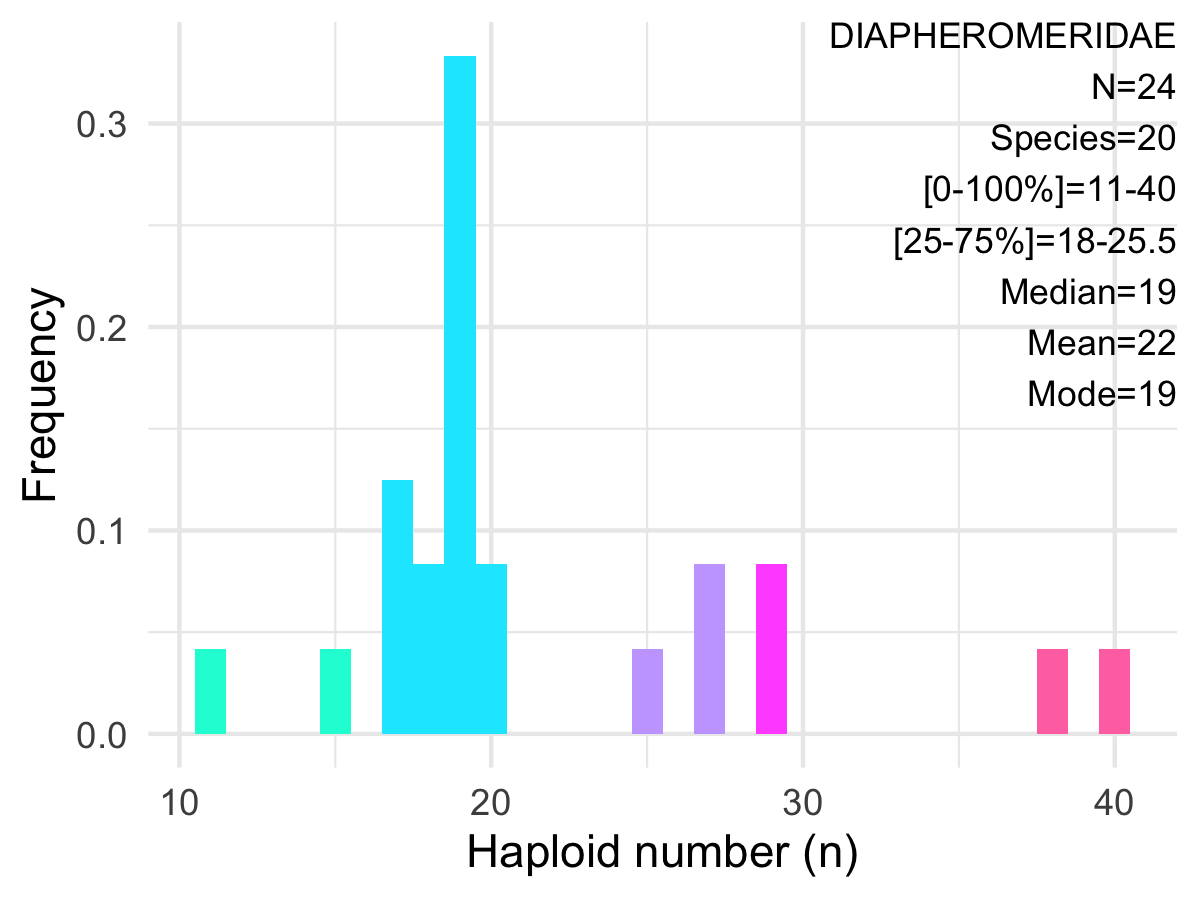 DIAPHEROMERIDAE
N=24
Species=20
[0-100%]=11-40
[25-75%]=18-25.5
Median=19
Mean=22
Mode=19
Frequency
0.3
0.2
0.1
0.0
10 20 30 40
Haploid number (n)